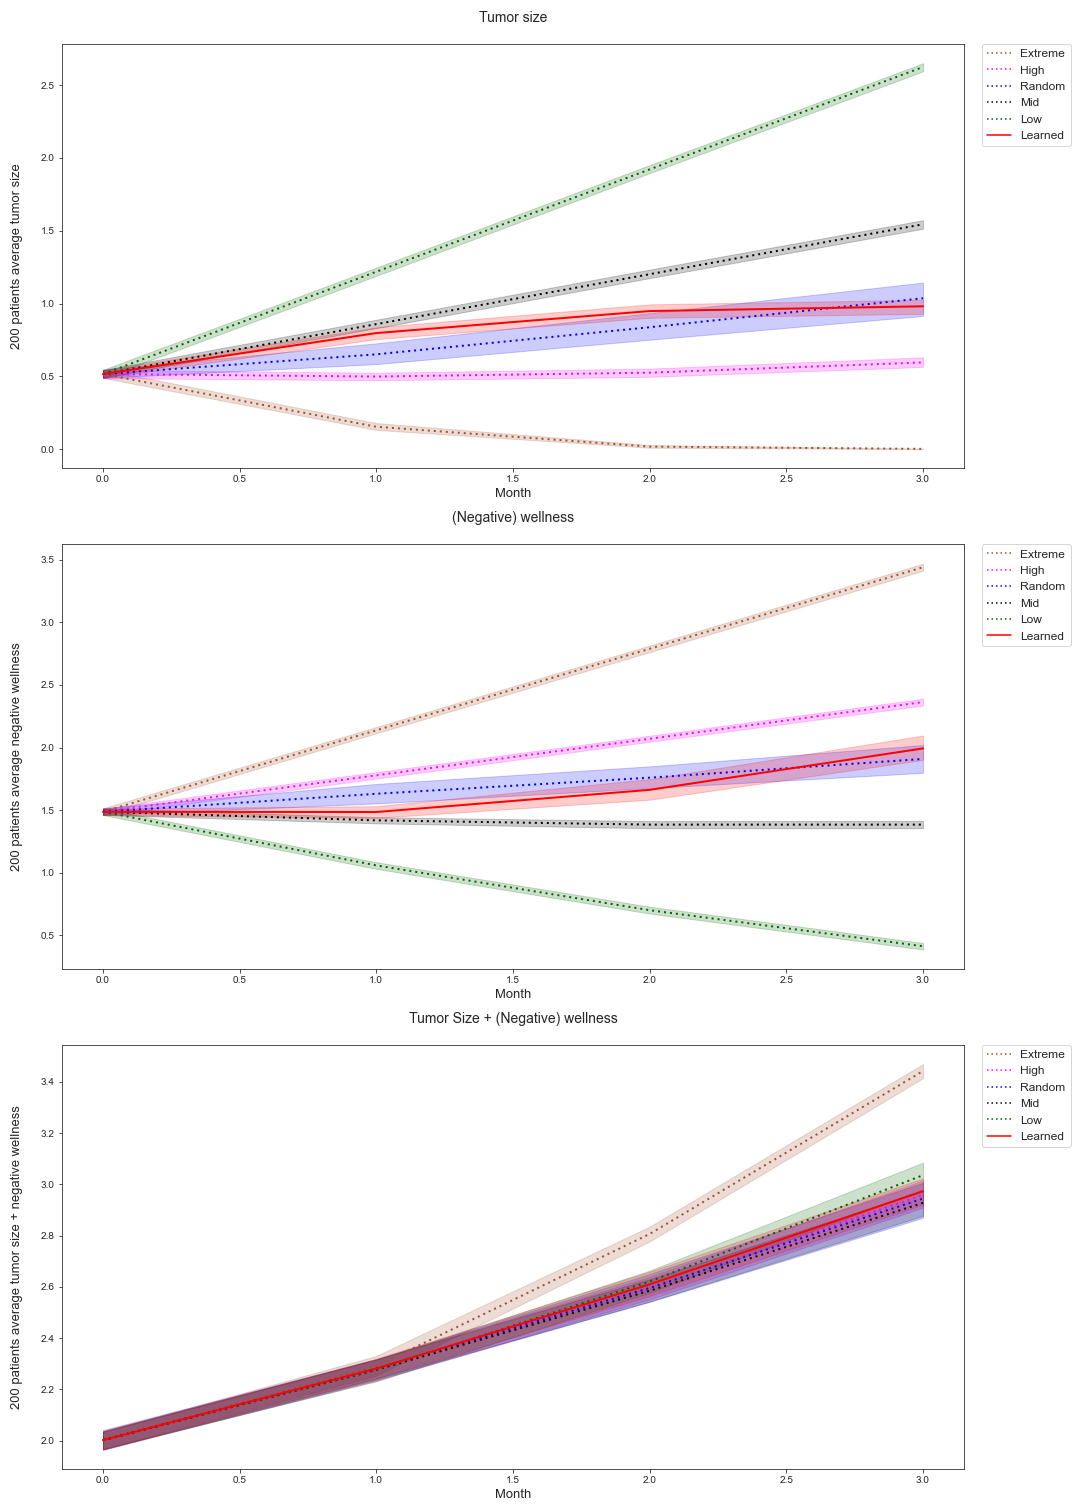 Tumor size
200 patients average tumor size
2.5
2.0
1.5
1.0
0.5
0.0
0.0 0.5 1.0 1.5 2.0 2.5 3.0
Month
Extreme
High
Random
Mid
Low
Learned
(Negative) wellness
200 patients average negative wellness
3.5
3.0
2.5
2.0
1.5
1.0
0.5
0.0 0.5 1.0 1.5 2.0 2.5 3.0
Month
Extreme
High
Random
Mid
Low
Learned
Tumor Size + (Negative) wellness
200 patients average tumor size + negative wellness
3.4
3.2
3.0
2.8
2.6
2.4
2.2
2.0
0.0 0.5 1.0 1.5 2.0 2.5 3.0
Month
Extreme
High
Random
Mid
Low
Learned